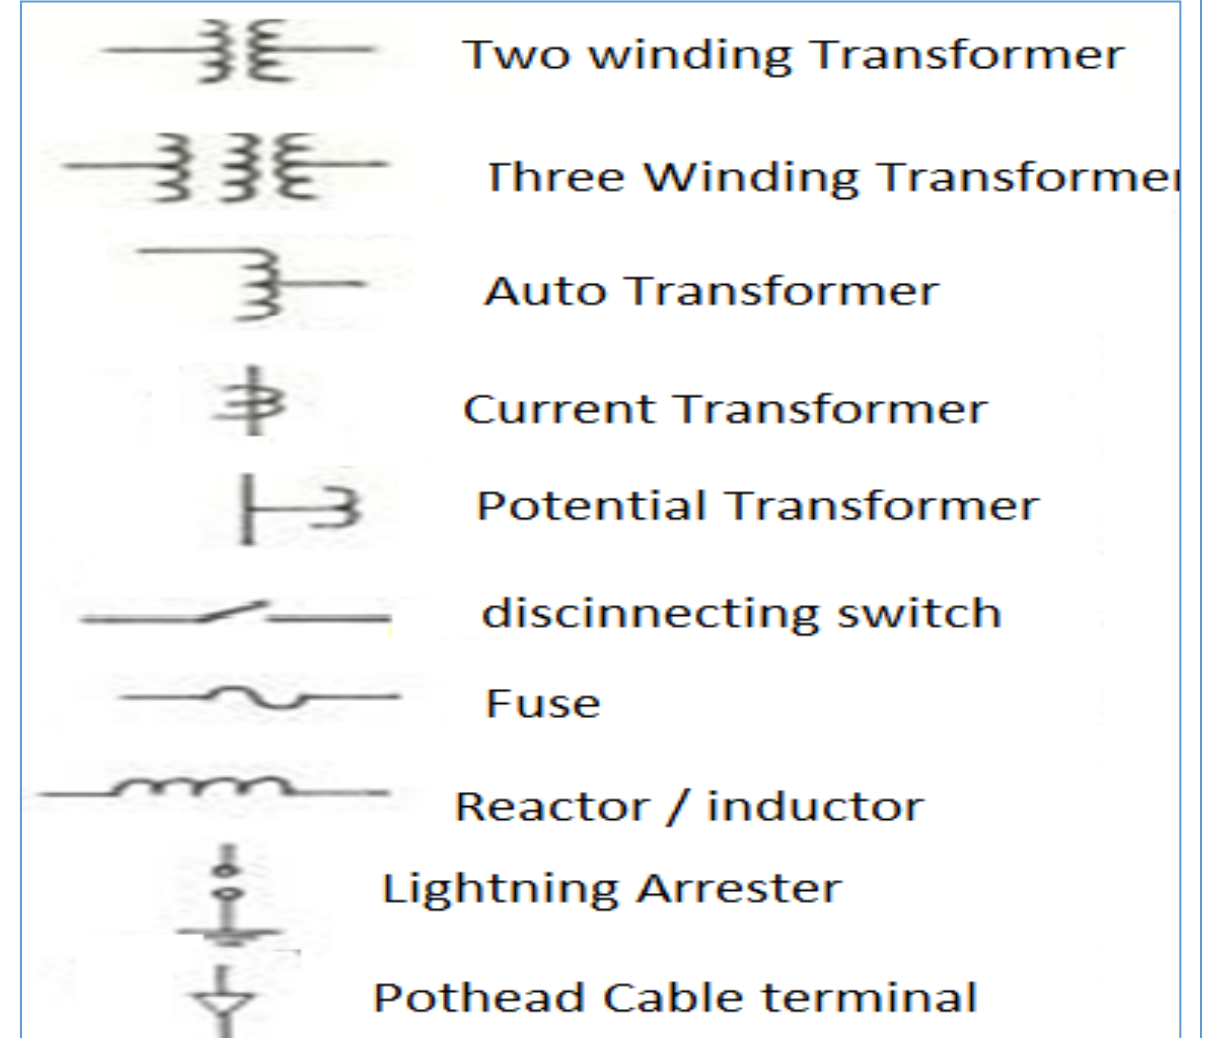 Two winding Transformer
Three Winding Transformer
Auto Transformer
Current Transformer
Potential Transformer
discinnecting switch
Fuse
Reactor / inductor
Lightning Arrester
Pothead Cable terminal